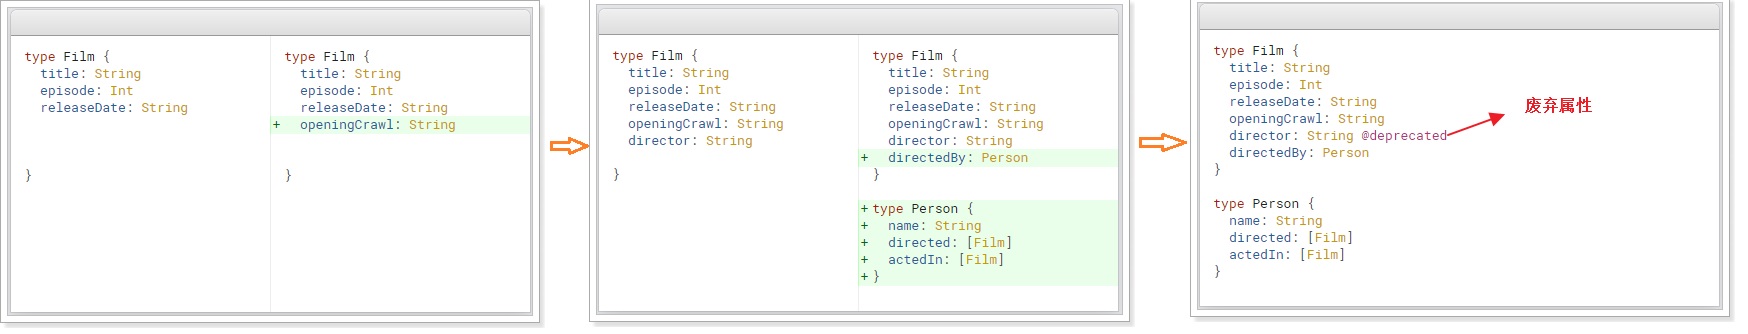 type Film {
  title: String
  episode: Int
  releaseDate: String
}
type Film {
  title: String
  episode: Int
  releaseDate: String
+  openingCrawl: String
}
type Film {
  title: String
  episode: Int
  releaseDate: String
  openingCrawl: String
  director: String
}
type Film {
  title: String
  episode: Int
  releaseDate: String
  openingCrawl: String
  director: String
+  directedBy: Person
}
+type Person {
+  name: String
+  directed: [Film]
+  actedIn: [Film]
+}
type Film {
  title: String
  episode: Int
  releaseDate: String
  openingCrawl: String
  director: String @deprecated
  directedBy: Person
}
type Person {
  name: String
  directed: [Film]
  actedIn: [Film]
}
废弃属性